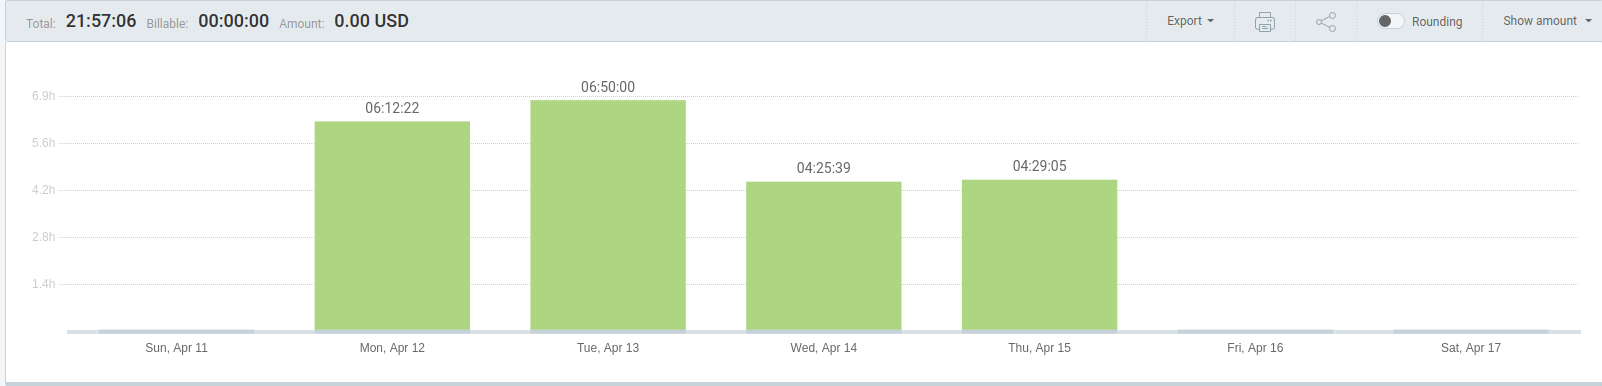 Total: 21:57:06 Billable: 00:00:00 Amount: 0.00 USD Export Rounding Show amount
06:50:00
6.9h
06:12:22
5.6h
04:25:39 04:29:05
4.2h
2.8h
1.4h
Sun, Apr 11 Mon, Apr 12 Tue, Apr 13 Wed, Apr 14 Thu, Apr 15 Fri, Apr 16 Sat, Apr 17